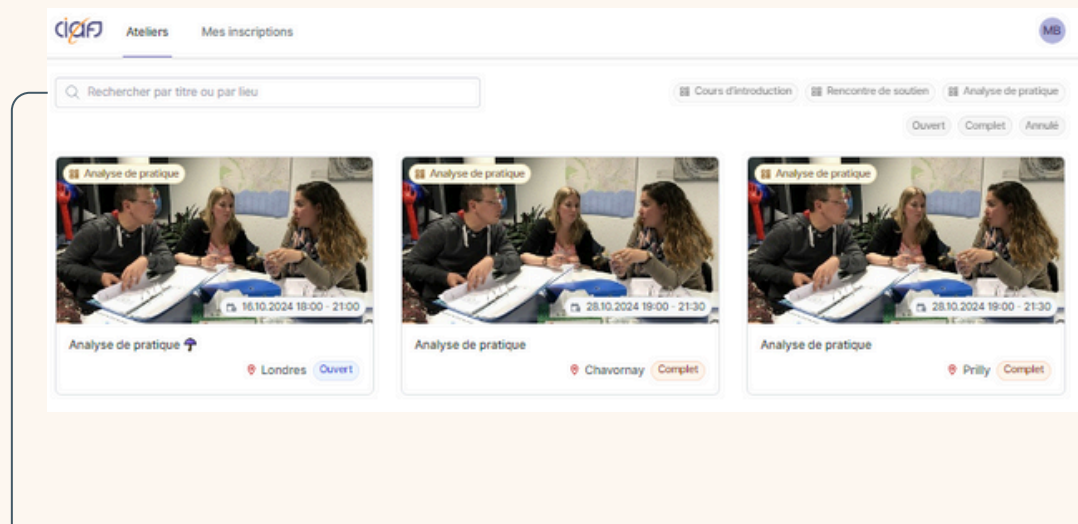 ciafJ Ateliers Mes inscriptions MB
Rechercher par titre ou par lieu
Cours d'introduction Rencontre de soutien Analyse de pratique
Ouvert Complet Annulé
Analyse de pratique Analyse de pratique Analyse de pratique
16.10.2024 18:00 - 21:00 28.10.2024 19:00 - 21:30 28.10.2024 19:00 - 21:30
Analyse de pratique Analyse de pratique Analyse de pratique
Londres Ouvert Chavornay Complet Prilly Complet